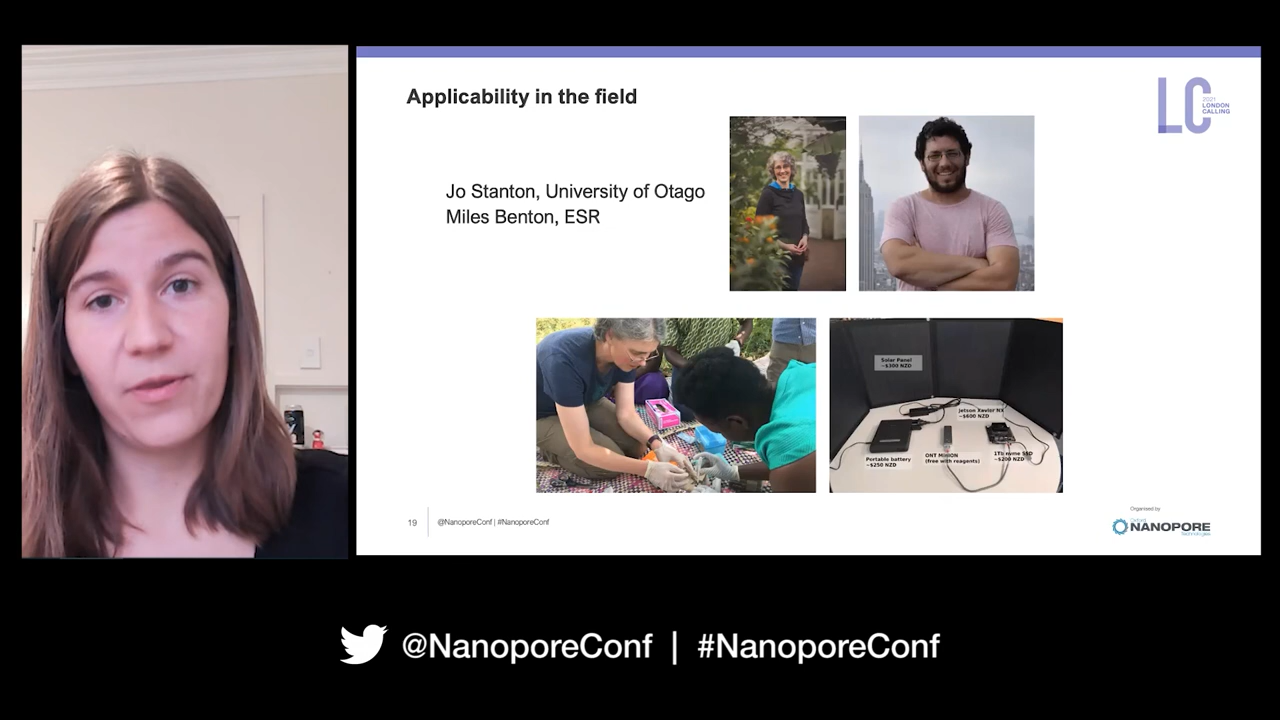 Applicability in the field
LC
2021
LONDON
CALLING
Jo Stanton, University of Otago
Miles Benton, ESR
Solar Panel
~$300 NZD
Jetson Xavier NX
~$600 NZD
Portable battery
~$250 NZD
ONT MinION
(free with reagents)
1Tb nvme SSD
~$200 NZD
19
@NanoporeConf | #NanoporeConf
Organised by
Oxford
NANOPORE
Technologies
@NanoporeConf | #NanoporeConf